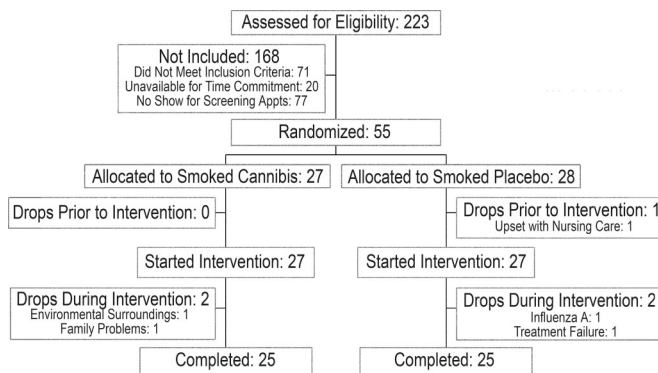 Assessed for Eligibility: 223
Not Included: 168
Did Not Meet Inclusion Criteria: 71
Unavailable for Time Commitment: 20
No Show for Screening Appts: 77
Randomized: 55
Allocated to Smoked Cannibis: 27
Allocated to Smoked Placebo: 28
Drops Prior to Intervention: 0
Drops Prior to Intervention: 1
Upset with Nursing Care: 1
Started Intervention: 27
Started Intervention: 27
Drops During Intervention: 2
Environmental Surroundings: 1
Family Problems: 1
Drops During Intervention: 2
Influenza A: 1
Treatment Failure: 1
Completed: 25
Completed: 25